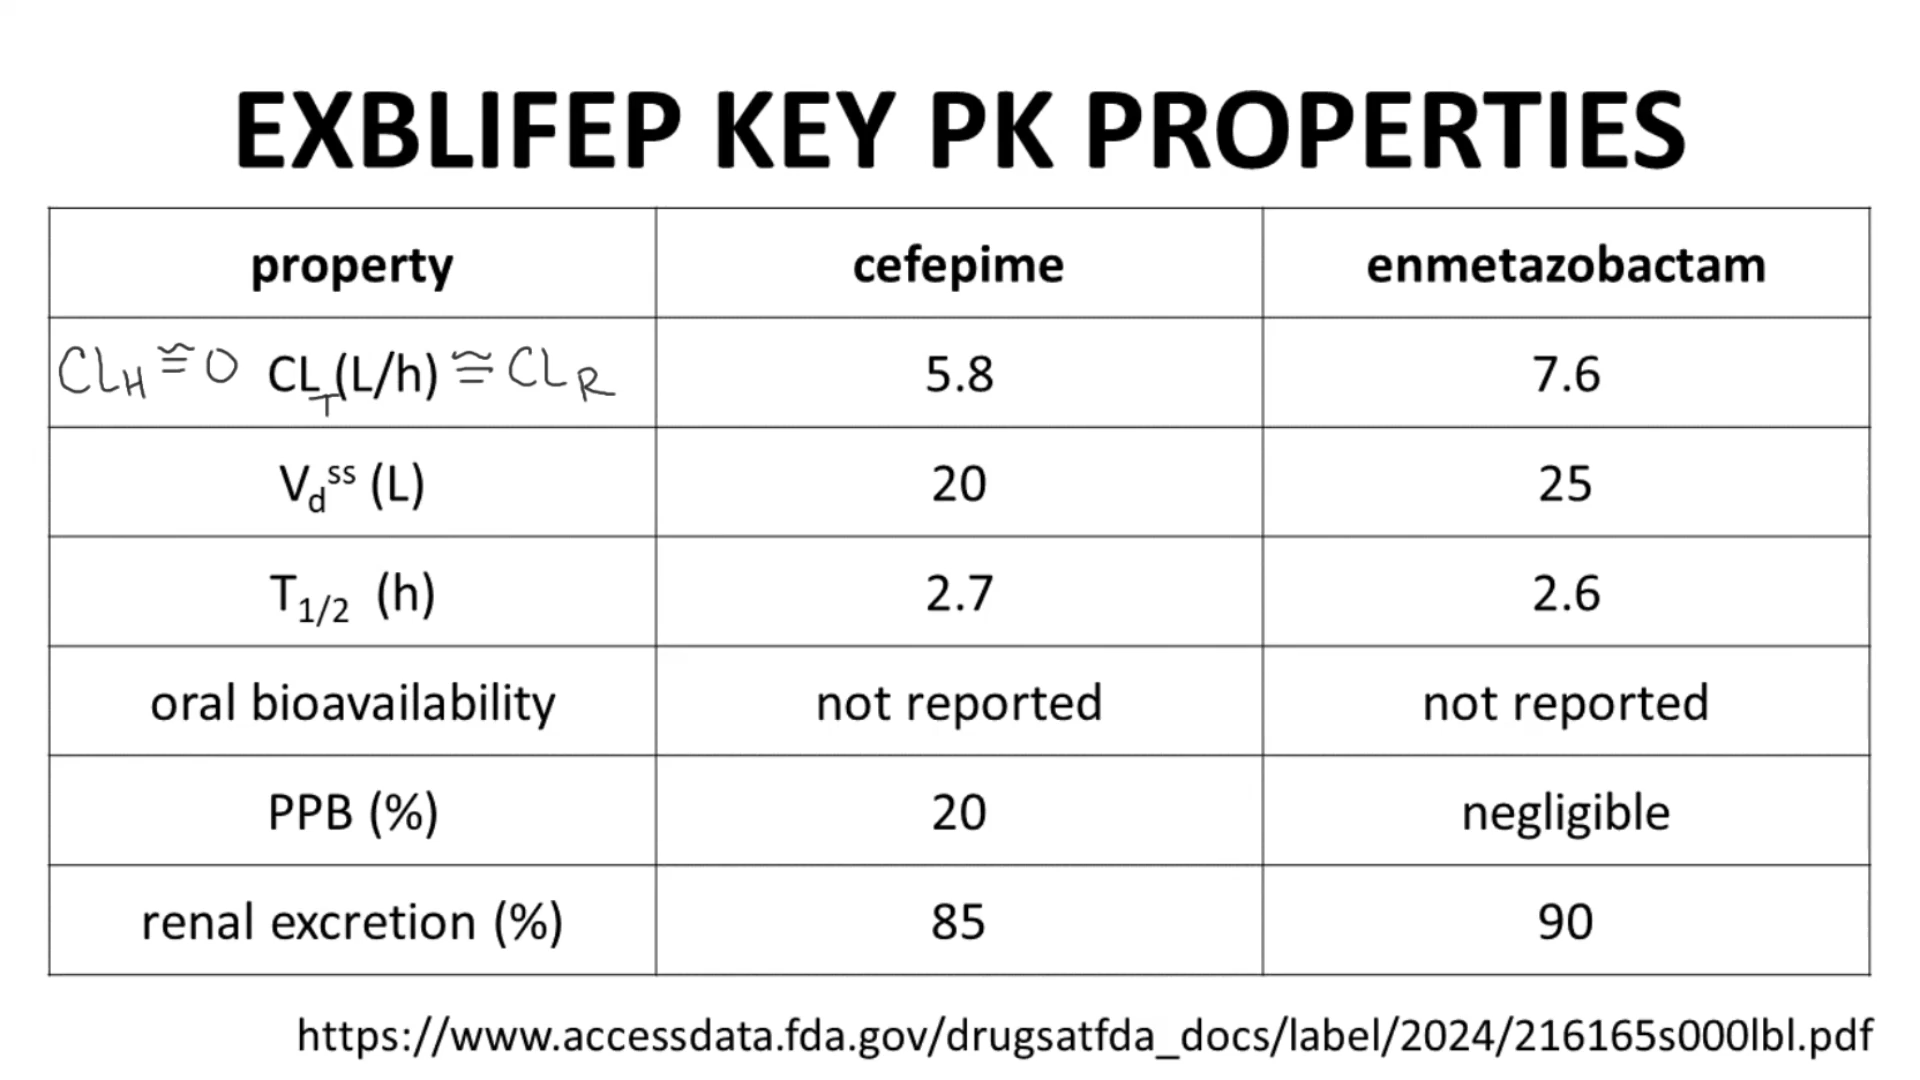 EXBLIFEP KEY PK PROPERTIES
property cefepime enmetazobactam
CLH ≅ 0 CLT (L/h) ≅ CLR 5.8 7.6
Vdss (L) 20 25
T1/2 (h) 2.7 2.6
oral bioavailability not reported not reported
PPB (%) 20 negligible
renal excretion (%) 85 90
https://www.accessdata.fda.gov/drugsatfda_docs/label/2024/216165s000lbl.pdf